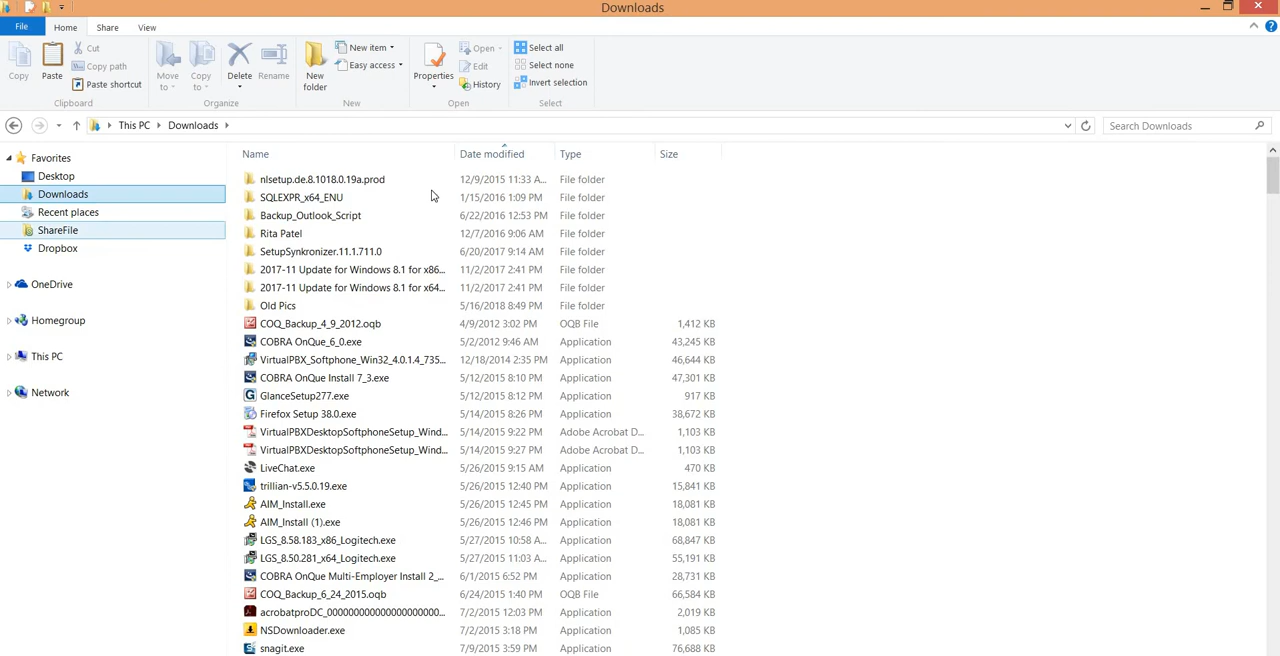 Downloads
File Home Share View
Copy Paste Cut Copy path Paste shortcut Move to Copy to Delete Rename New folder New item Easy access Properties Open Edit History Select all Select none Invert selection
Clipboard Organize New Open Select
This PC Downloads Search Downloads
Name Date modified Type Size
Favorites
Desktop
Downloads
Recent places
ShareFile
Dropbox
OneDrive
Homegroup
This PC
Network
nlsetup.de.8.1018.0.19a.prod 12/9/2015 11:33 A... File folder
SQLEXPR_x64_ENU 1/15/2016 1:09 PM File folder
Backup_Outlook_Script 6/22/2016 12:53 PM File folder
Rita Patel 12/7/2016 9:06 AM File folder
SetupSynkronizer.11.1.711.0 6/20/2017 9:14 AM File folder
2017-11 Update for Windows 8.1 for x86... 11/2/2017 2:41 PM File folder
2017-11 Update for Windows 8.1 for x64... 11/2/2017 2:41 PM File folder
Old Pics 5/16/2018 8:49 PM File folder
COQ_Backup_4_9_2012.oqb 4/9/2012 3:02 PM OQB File 1,412 KB
COBRA OnQue_6_0.exe 5/2/2012 9:46 AM Application 43,245 KB
VirtualPBX_Softphone_Win32_4.0.1.4_735... 12/18/2014 2:35 PM Application 46,644 KB
COBRA OnQue Install 7_3.exe 5/12/2015 8:10 PM Application 47,301 KB
GlanceSetup277.exe 5/12/2015 8:12 PM Application 917 KB
Firefox Setup 38.0.exe 5/14/2015 8:26 PM Application 38,672 KB
VirtualPBXDesktopSoftphoneSetup_Wind... 5/14/2015 9:22 PM Adobe Acrobat D... 1,103 KB
VirtualPBXDesktopSoftphoneSetup_Wind... 5/14/2015 9:27 PM Adobe Acrobat D... 1,103 KB
LiveChat.exe 5/26/2015 9:15 AM Application 470 KB
trillian-v5.5.0.19.exe 5/26/2015 12:40 PM Application 15,841 KB
AIM_Install.exe 5/26/2015 12:45 PM Application 18,081 KB
AIM_Install (1).exe 5/26/2015 12:46 PM Application 18,081 KB
LGS_8.58.183_x86_Logitech.exe 5/27/2015 10:58 A... Application 68,847 KB
LGS_8.50.281_x64_Logitech.exe 5/27/2015 11:03 A... Application 55,191 KB
COBRA OnQue Multi-Employer Install 2_... 6/1/2015 6:52 PM Application 28,731 KB
COQ_Backup_6_24_2015.oqb 6/24/2015 1:40 PM OQB File 66,584 KB
acrobatproDC_000000000000000000000... 7/2/2015 12:03 PM Application 2,019 KB
NSDownloader.exe 7/2/2015 3:18 PM Application 1,085 KB
snagit.exe 7/9/2015 3:59 PM Application 76,688 KB